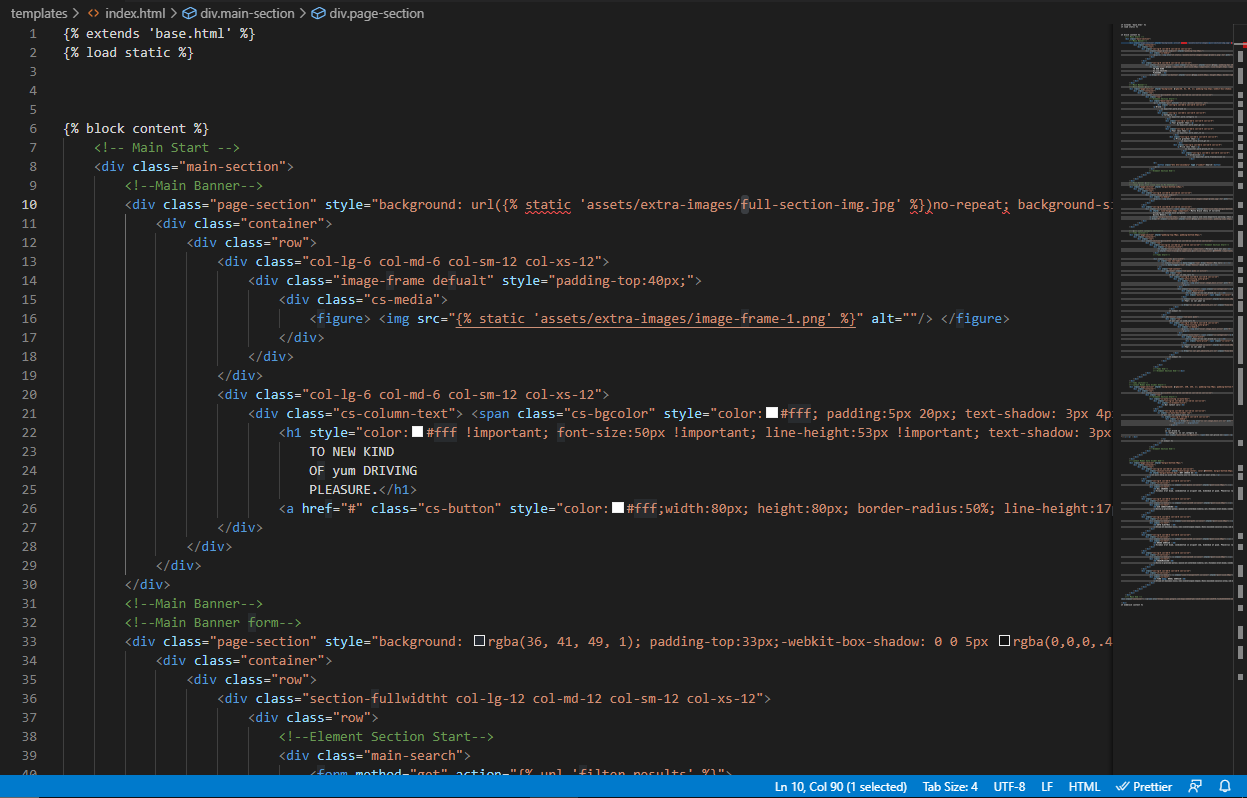 templates > index.html > div.main-section > div.page-section
1 {% extends 'base.html' %}
2 {% load static %}
3
4
5
6 {% block content %}
7 <!-- Main Start -->
8 <div class="main-section">
9 <!--Main Banner-->
10 <div class="page-section" style="background: url({% static 'assets/extra-images/full-section-img.jpg' %})no-repeat; background-si
11 <div class="container">
12 <div class="row">
13 <div class="col-lg-6 col-md-6 col-sm-12 col-xs-12">
14 <div class="image-frame defualt" style="padding-top:40px;">
15 <div class="cs-media">
16 <figure> <img src="{% static 'assets/extra-images/image-frame-1.png' %}" alt=""/> </figure>
17 </div>
18 </div>
19 </div>
20 <div class="col-lg-6 col-md-6 col-sm-12 col-xs-12">
21 <div class="cs-column-text"> <span class="cs-bgcolor" style="color:#fff; padding:5px 20px; text-shadow: 3px 4p
22 <h1 style="color:#fff !important; font-size:50px !important; line-height:53px !important; text-shadow: 3px
23 TO NEW KIND
24 OF yum DRIVING
25 PLEASURE.</h1>
26 <a href="#" class="cs-button" style="color:#fff;width:80px; height:80px; border-radius:50%; line-height:17p
27 </div>
28 </div>
29 </div>
30 </div>
31 <!--Main Banner-->
32 <!--Main Banner form-->
33 <div class="page-section" style="background: rgba(36, 41, 49, 1); padding-top:33px;-webkit-box-shadow: 0 0 5px rgba(0,0,0,.4
34 <div class="container">
35 <div class="row">
36 <div class="section-fullwidtht col-lg-12 col-md-12 col-sm-12 col-xs-12">
37 <div class="row">
38 <!--Element Section Start-->
39 <div class="main-search">
40 <form method="get" action="{% url 'filter_results' %}">
Ln 10, Col 90 (1 selected) Tab Size: 4 UTF-8 LF HTML Prettier